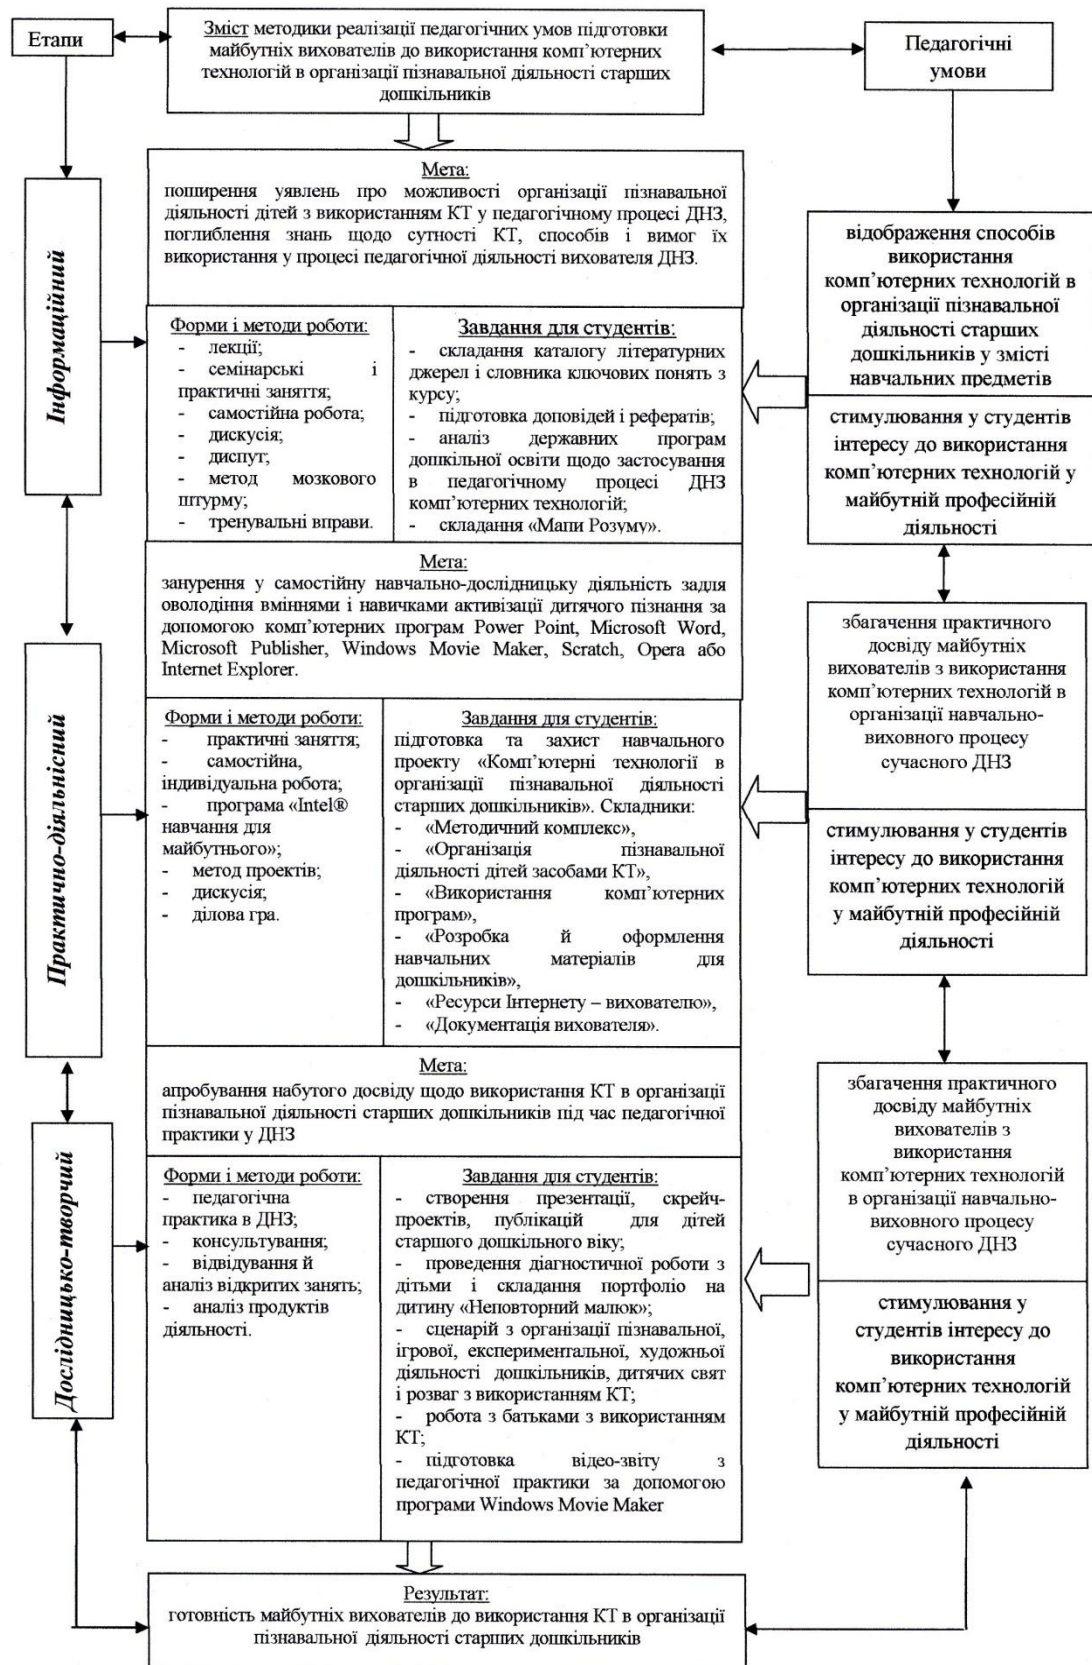 Етапи
Зміст методики реалізації педагогічних умов підготовки
майбутніх вихователів до використання комп’ютерних
технологій в організації пізнавальної діяльності старших
дошкільників
Педагогічні
умови
Інформаційний
Мета:
поширення уявлень про можливості організації пізнавальної
діяльності дітей з використанням КТ у педагогічному процесі ДНЗ,
поглиблення знань щодо сутності КТ, способів і вимог їх
використання у процесі педагогічної діяльності вихователя ДНЗ.
Форми і методи роботи:
- лекції;
- семінарські і
практичні заняття;
- самостійна робота;
- дискусія;
- диспут;
- метод мозкового
штурму;
- тренувальні вправи.
Завдання для студентів:
- складання каталогу літературних
джерел і словника ключових понять з
курсу;
- підготовка доповідей і рефератів;
- аналіз державних програм
дошкільної освіти щодо застосування
в педагогічному процесі ДНЗ
комп’ютерних технологій;
- складання «Мапи Розуму».
відображення способів
використання
комп’ютерних технологій в
організації пізнавальної
діяльності старших
дошкільників у змісті
навчальних предметів
стимулювання у студентів
інтересу до використання
комп’ютерних технологій у
майбутній професійній
діяльності
Практично-діяльнісний
Мета:
занурення у самостійну навчально-дослідницьку діяльність задля
оволодіння вміннями і навичками активізації дитячого пізнання за
допомогою комп’ютерних програм Power Point, Microsoft Word,
Microsoft Publisher, Windows Movie Maker, Scratch, Opera або
Internet Explorer.
Форми і методи роботи:
- практичні заняття;
- самостійна,
індивідуальна робота;
- програма «Intel®
навчання для
майбутнього»;
- метод проектів;
- дискусія;
- ділова гра.
Завдання для студентів:
підготовка та захист навчального
проекту «Комп’ютерні технології в
організації пізнавальної діяльності
старших дошкільників». Складники:
- «Методичний комплекс»,
- «Організація пізнавальної
діяльності дітей засобами КТ»,
- «Використання комп’ютерних
програм»,
- «Розробка й оформлення
навчальних матеріалів для
дошкільників»,
- «Ресурси Інтернету – вихователю»,
- «Документація вихователя».
збагачення практичного
досвіду майбутніх
вихователів з використання
комп’ютерних технологій в
організації навчально-
виховного процесу
сучасного ДНЗ
стимулювання у студентів
інтересу до використання
комп’ютерних технологій
у майбутній професійній
діяльності
Дослідницько-творчий
Мета:
апробування набутого досвіду щодо використання КТ в організації
пізнавальної діяльності старших дошкільників під час педагогічної
практики у ДНЗ
Форми і методи роботи:
- педагогічна
практика в ДНЗ;
- консультування;
- відвідування й
аналіз відкритих занять;
- аналіз продуктів
діяльності.
Завдання для студентів:
- створення презентації, скрейч-
проектів, публікацій для дітей
старшого дошкільного віку;
- проведення діагностичної роботи з
дітьми і складання портфоліо на
дитину «Неповторний малюк»;
- сценарій з організації пізнавальної,
ігрової, експериментальної, художньої
діяльності дошкільників, дитячих свят
і розваг з використанням КТ;
- робота з батьками з використанням
КТ;
- підготовка відео-звіту з
педагогічної практики за допомогою
програми Windows Movie Maker
збагачення практичного
досвіду майбутніх
вихователів з
використання
комп’ютерних технологій
в організації навчально-
виховного процесу
сучасного ДНЗ
стимулювання у
студентів інтересу до
використання
комп’ютерних технологій
у майбутній професійній
діяльності
Результат:
готовність майбутніх вихователів до використання КТ в організації
пізнавальної діяльності старших дошкільників